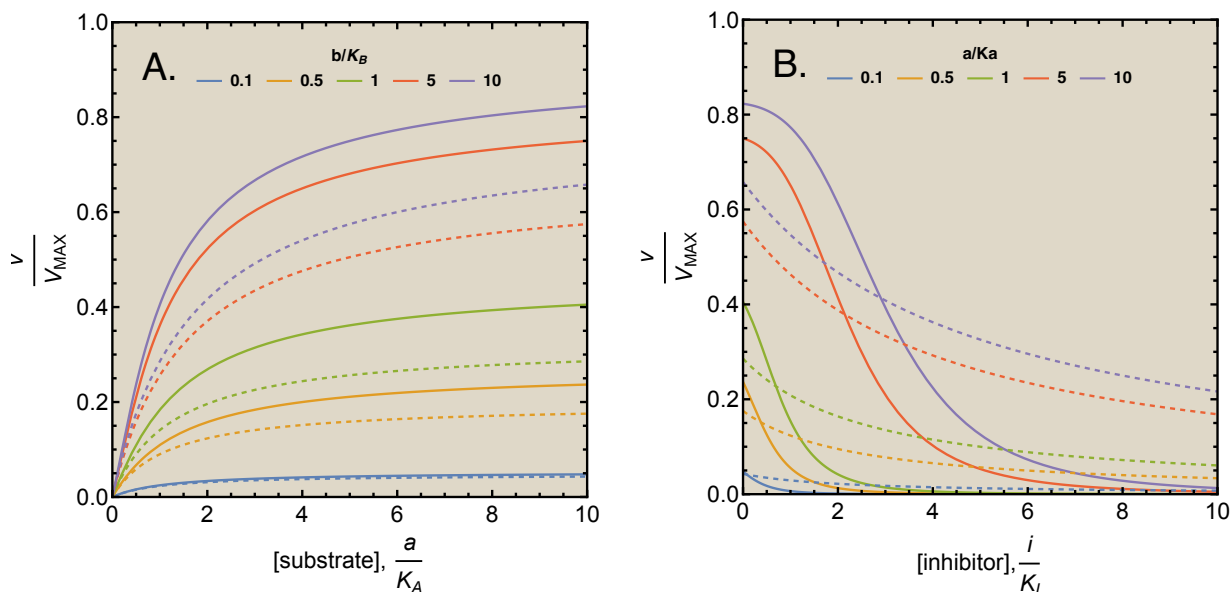 A.
b/K_B
0.1 0.5 1 5 10
1.0
0.8
0.6
0.4
0.2
0.0
v
V_MAX
0 2 4 6 8 10
[substrate], a
K_A
B.
a/Ka
0.1 0.5 1 5 10
1.0
0.8
0.6
0.4
0.2
0.0
v
V_MAX
0 2 4 6 8 10
[inhibitor], i
K_I